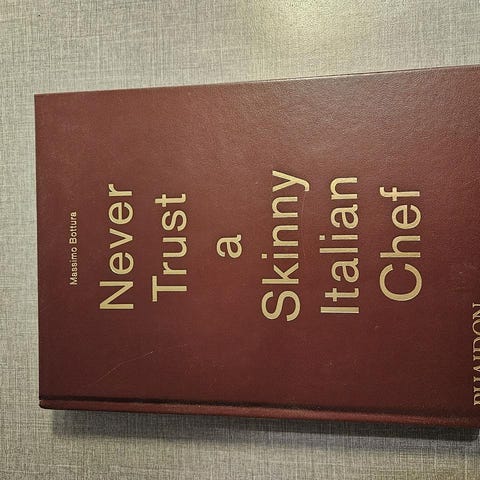 Massimo Bottura
Never
Trust
a
Skinny
Italian
Chef
PHAIDON